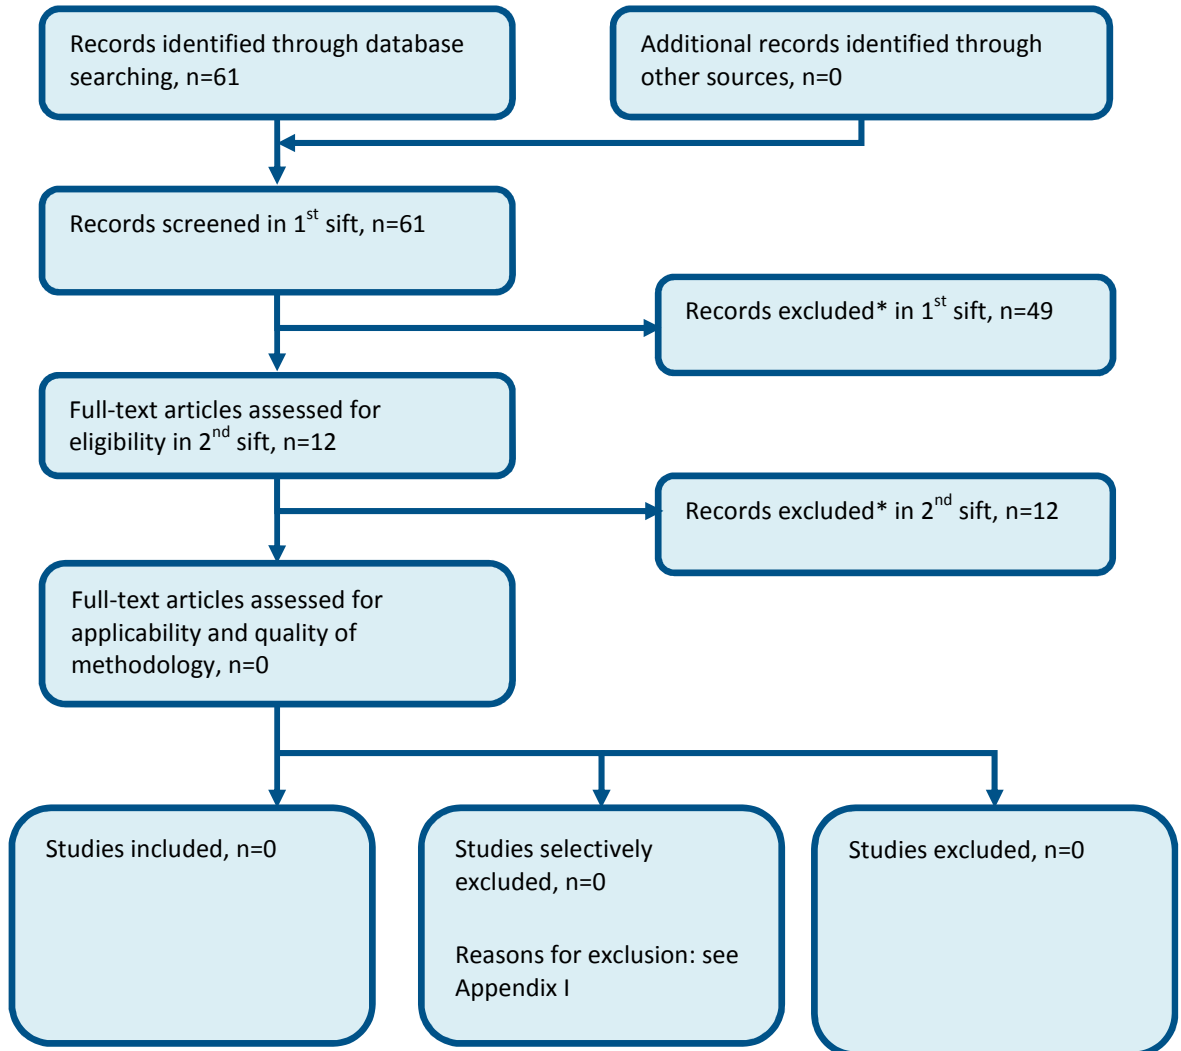 Records identified through database
searching, n=61
Additional records identified through
other sources, n=0
Records screened in 1st sift, n=61
Records excluded* in 1st sift, n=49
Full-text articles assessed for
eligibility in 2nd sift, n=12
Records excluded* in 2nd sift, n=12
Full-text articles assessed for
applicability and quality of
methodology, n=0
Studies included, n=0
Studies selectively
excluded, n=0
Reasons for exclusion: see
Appendix I
Studies excluded, n=0